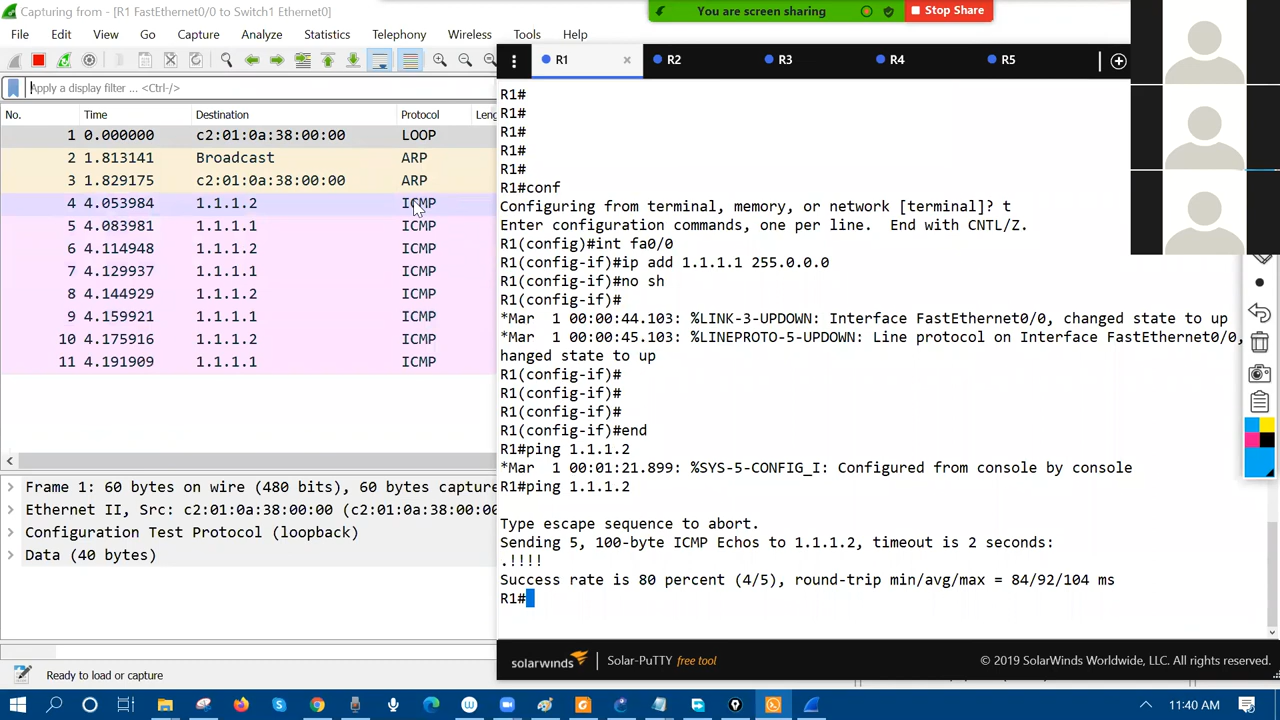 Capturing from - [R1 FastEthernet0/0 to Switch1 Ethernet0]
You are screen sharing
Stop Share
File Edit View Go Capture Analyze Statistics Telephony Wireless Tools Help
R1 × R2 R3 R4 R5
Apply a display filter ... <Ctrl-/>
No. Time Destination Protocol Leng
1 0.000000 c2:01:0a:38:00:00 LOOP
2 1.813141 Broadcast ARP
3 1.829175 c2:01:0a:38:00:00 ARP
4 4.053984 1.1.1.2 ICMP
5 4.083981 1.1.1.1 ICMP
6 4.114948 1.1.1.2 ICMP
7 4.129937 1.1.1.1 ICMP
8 4.144929 1.1.1.2 ICMP
9 4.159921 1.1.1.1 ICMP
10 4.175916 1.1.1.2 ICMP
11 4.191909 1.1.1.1 ICMP
Frame 1: 60 bytes on wire (480 bits), 60 bytes capture
Ethernet II, Src: c2:01:0a:38:00:00 (c2:01:0a:38:00:00
Configuration Test Protocol (loopback)
Data (40 bytes)
Ready to load or capture
R1#
R1#
R1#
R1#
R1#
R1#conf
Configuring from terminal, memory, or network [terminal]? t
Enter configuration commands, one per line.  End with CNTL/Z.
R1(config)#int fa0/0
R1(config-if)#ip add 1.1.1.1 255.0.0.0
R1(config-if)#no sh
R1(config-if)#
*Mar  1 00:00:44.103: %LINK-3-UPDOWN: Interface FastEthernet0/0, changed state to up
*Mar  1 00:00:45.103: %LINEPROTO-5-UPDOWN: Line protocol on Interface FastEthernet0/0,
hanged state to up
R1(config-if)#
R1(config-if)#
R1(config-if)#
R1(config-if)#end
R1#ping 1.1.1.2
*Mar  1 00:01:21.899: %SYS-5-CONFIG_I: Configured from console by console
R1#ping 1.1.1.2
Type escape sequence to abort.
Sending 5, 100-byte ICMP Echos to 1.1.1.2, timeout is 2 seconds:
.!!!!
Success rate is 80 percent (4/5), round-trip min/avg/max = 84/92/104 ms
R1#
solarwinds Solar-PuTTY free tool © 2019 SolarWinds Worldwide, LLC. All rights reserved.
11:40 AM